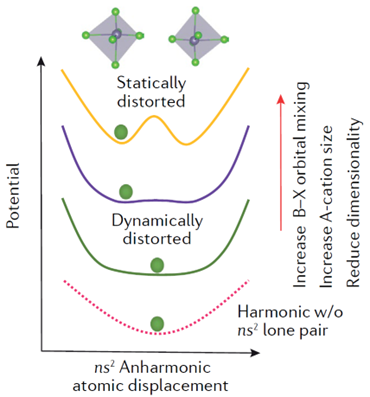 Statically
distorted
Dynamically
distorted
Harmonic w/o
ns² lone pair
Potential
ns² Anharmonic
atomic displacement
Increase B–X orbital mixing
Increase A-cation size
Reduce dimensionality